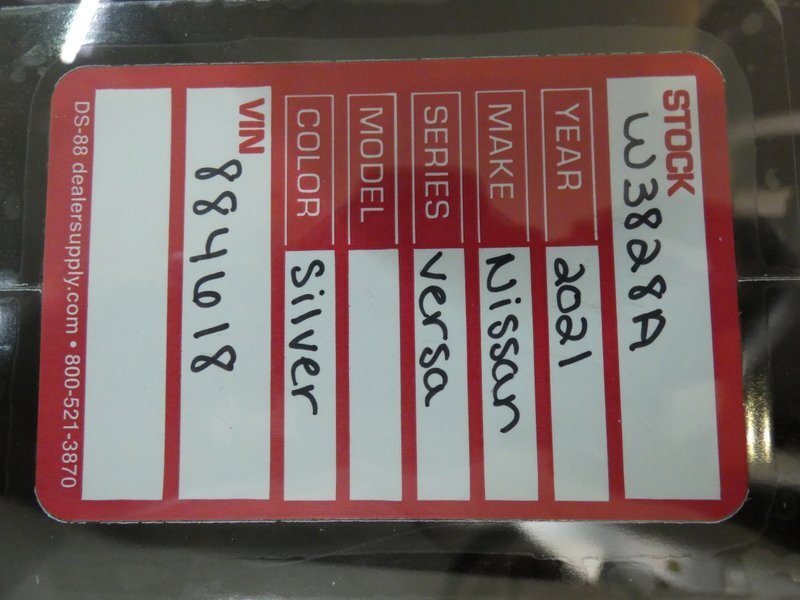 STOCK
W3828A
YEAR 2021
MAKE Nissan
SERIES versa
MODEL
COLOR Silver
VIN
884918
DS-88 dealersupply.com • 800-521-3870